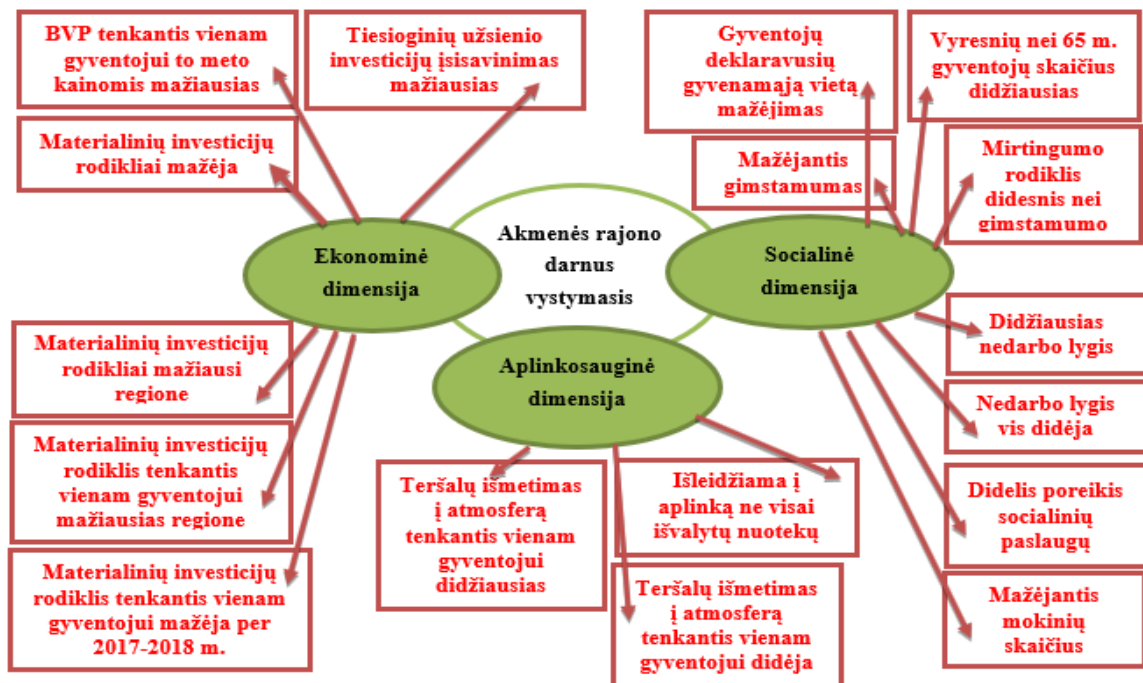 BVP tenkantis vienam
gyventojui to meto
kainomis mažiausias
Tiesioginių užsienio
investicijų įsisavinimas
mažiausias
Gyventojų
deklaravusių
gyvenamąją vietą
mažėjimas
Vyresnių nei 65 m.
gyventojų skaičius
didžiausias
Materialinių investicijų
rodikliai mažėja
Mažėjantis
gimstamumas
Mirtingumo
rodiklis
didesnis nei
gimstamumo
Ekonominė
dimensija
Akmenės rajono
darnus
vystymasis
Socialinė
dimensija
Aplinkosauginė
dimensija
Materialinių investicijų
rodikliai mažiausi
regione
Materialinių investicijų
rodiklis tenkantis
vienam gyventojui
mažiausias regione
Materialinių investicijų
rodiklis tenkantis vienam
gyventojui mažėja per
2017-2018 m.
Teršalų išmetimas
į atmosferą
tenkantis vienam
gyventojui
didžiausias
Išleidžiama į
aplinką ne visai
išvalytų nuotekų
Teršalų išmetimas
į atmosferą
tenkantis vienam
gyventojui didėja
Didžiausias
nedarbo lygis
Nedarbo lygis
vis didėja
Didelis poreikis
socialinių
paslaugų
Mažėjantis
mokinių
skaičius